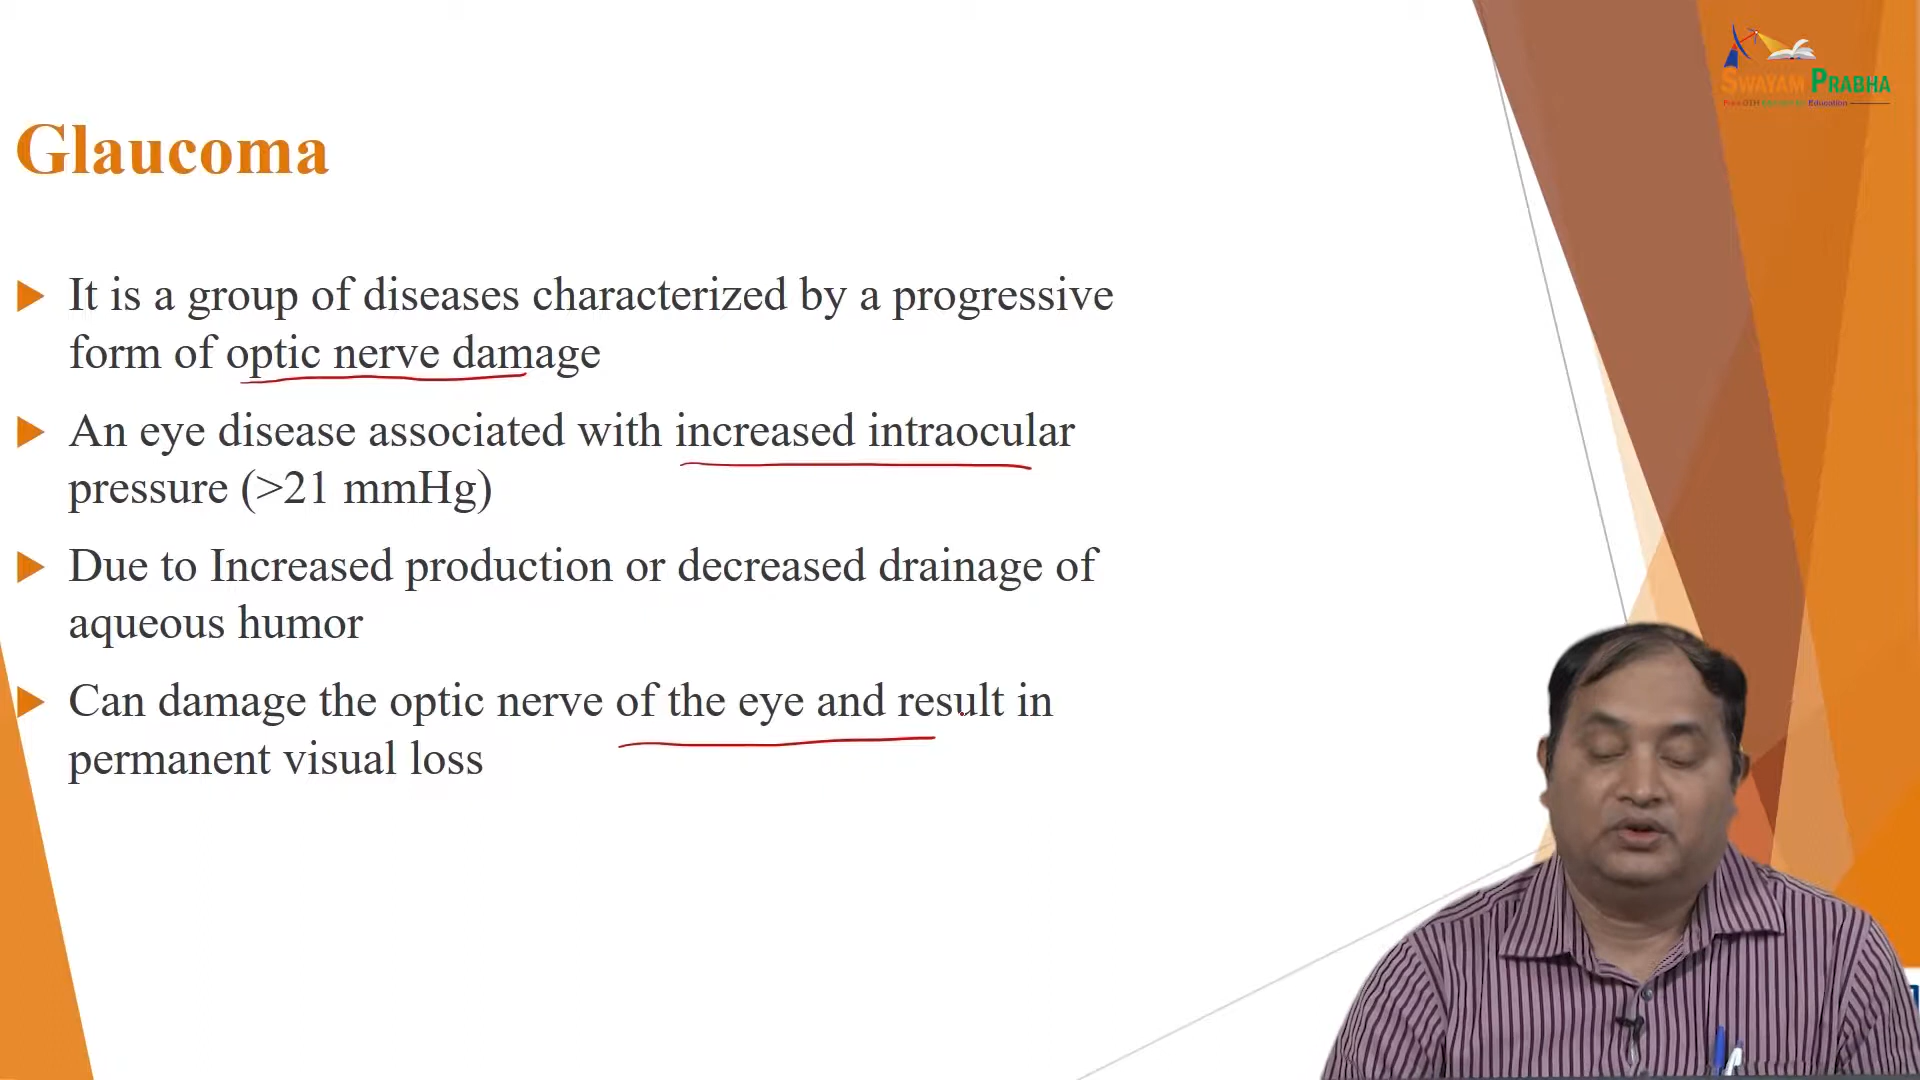 SWAYAM PRABHA
Glaucoma
It is a group of diseases characterized by a progressive
form of optic nerve damage
An eye disease associated with increased intraocular
pressure (>21 mmHg)
Due to Increased production or decreased drainage of
aqueous humor
Can damage the optic nerve of the eye and result in
permanent visual loss